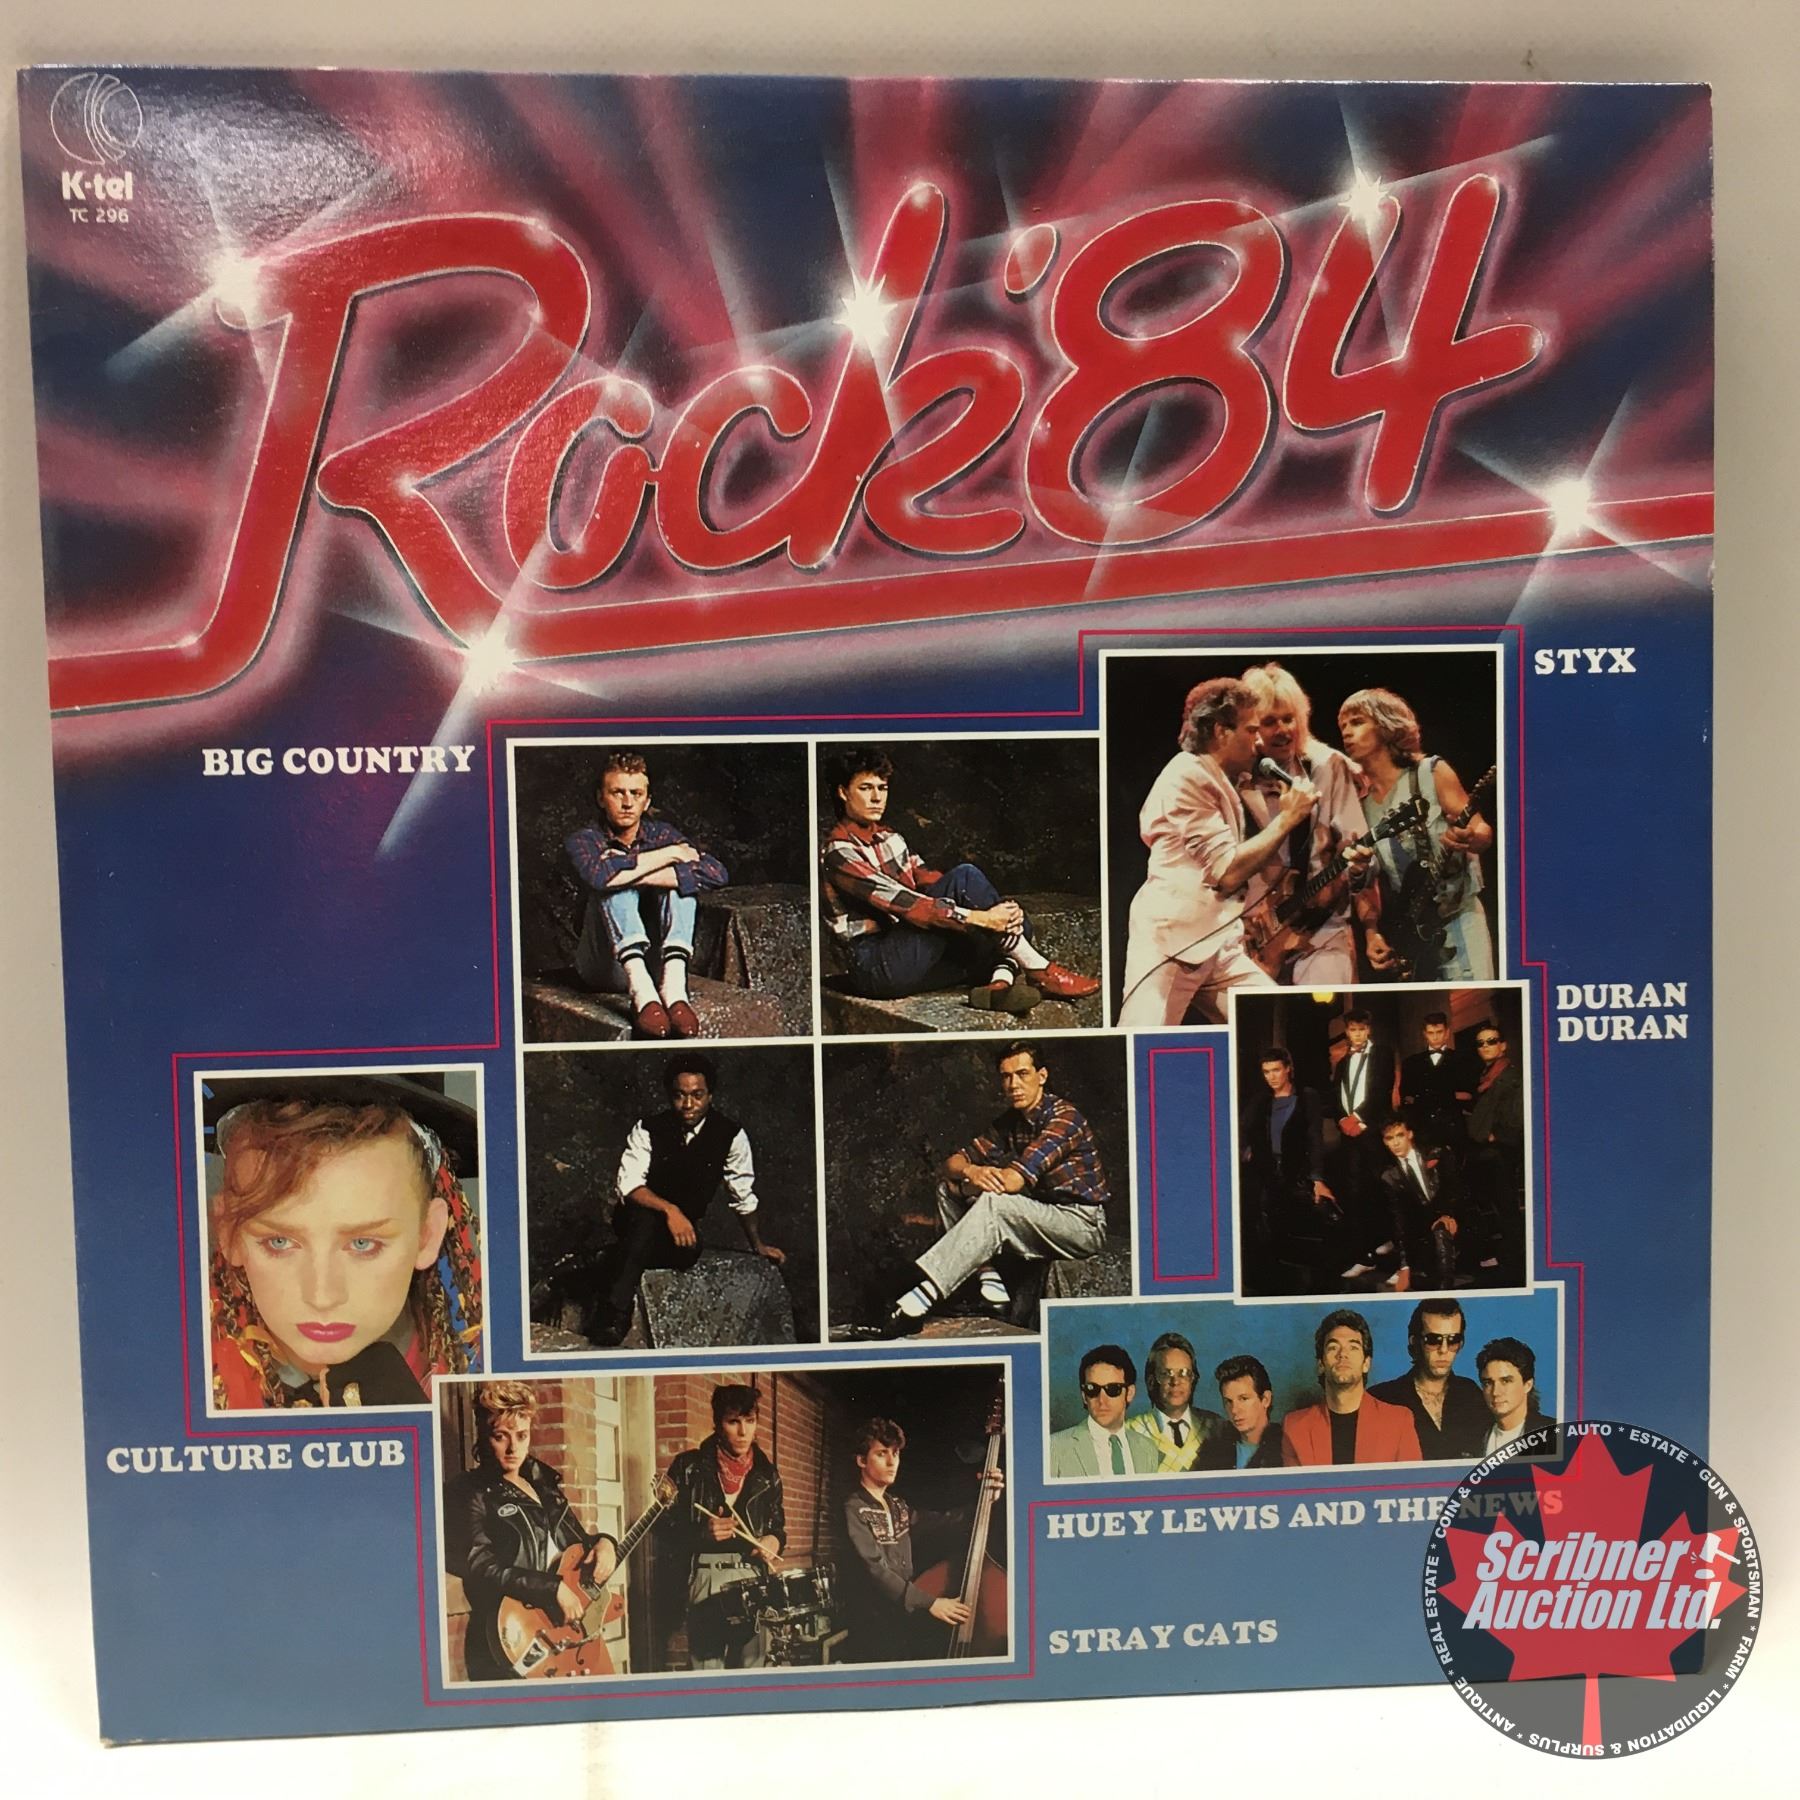 K·tel
TC 296
Rock '84
STYX
BIG COUNTRY
DURAN
DURAN
CULTURE CLUB
HUEY LEWIS AND THE NEWS
STRAY CATS
Scribner
Auction Ltd.
* AUTO * ESTATE * GUN & SPORTSMAN * FARM * LIQUIDATION & SURPLUS * ANTIQUE * REAL ESTATE * COIN & CURRENCY